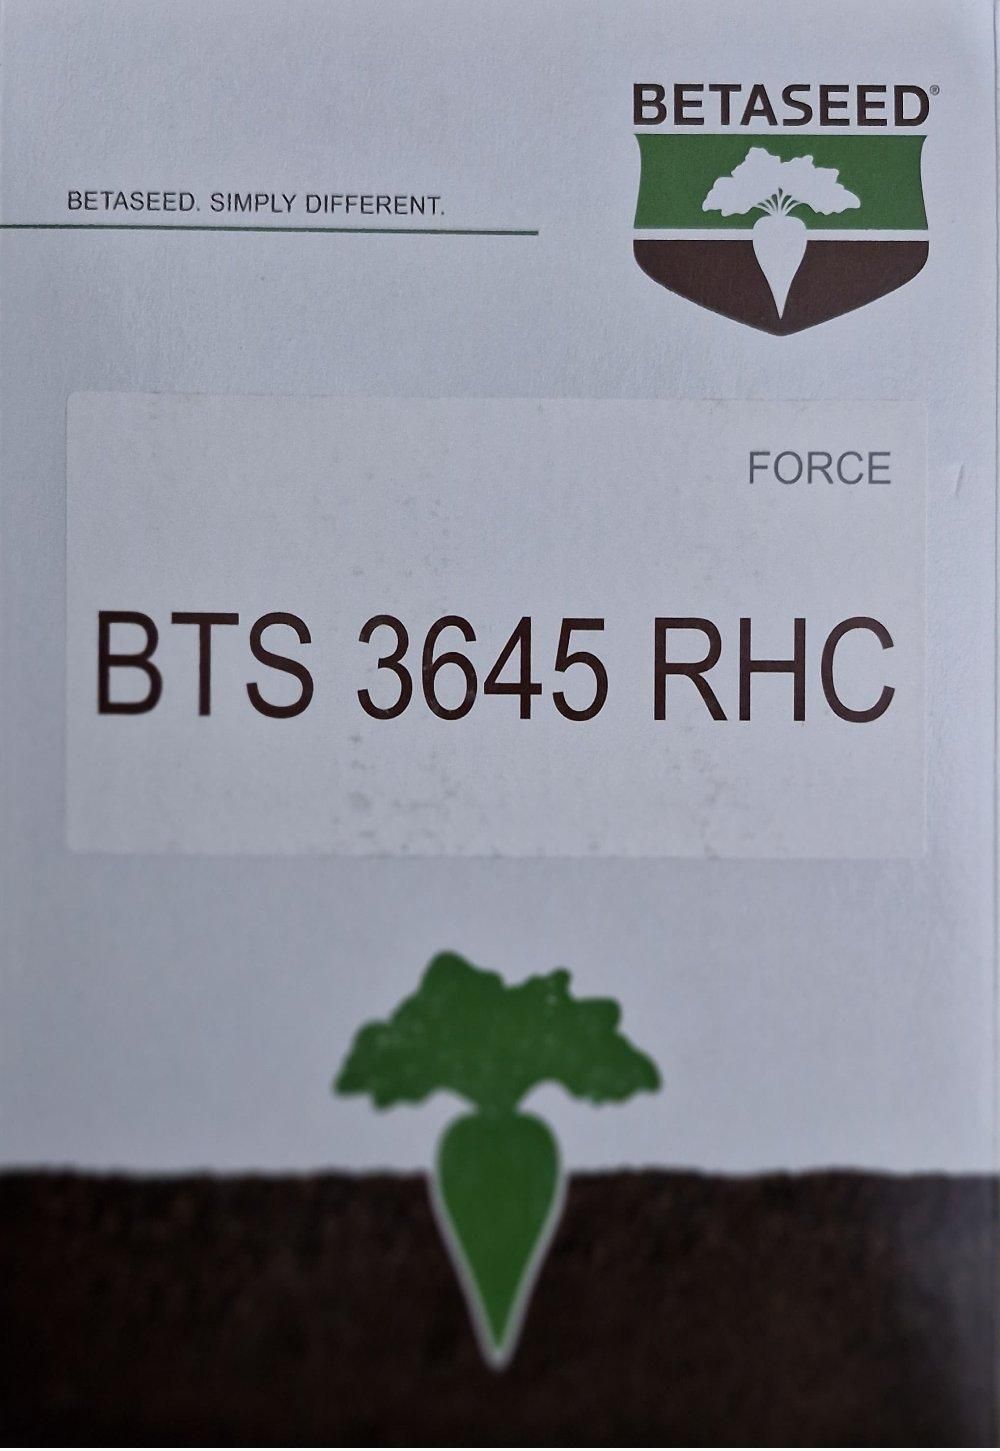 BETASEED®
BETASEED. SIMPLY DIFFERENT.
FORCE
BTS 3645 RHC